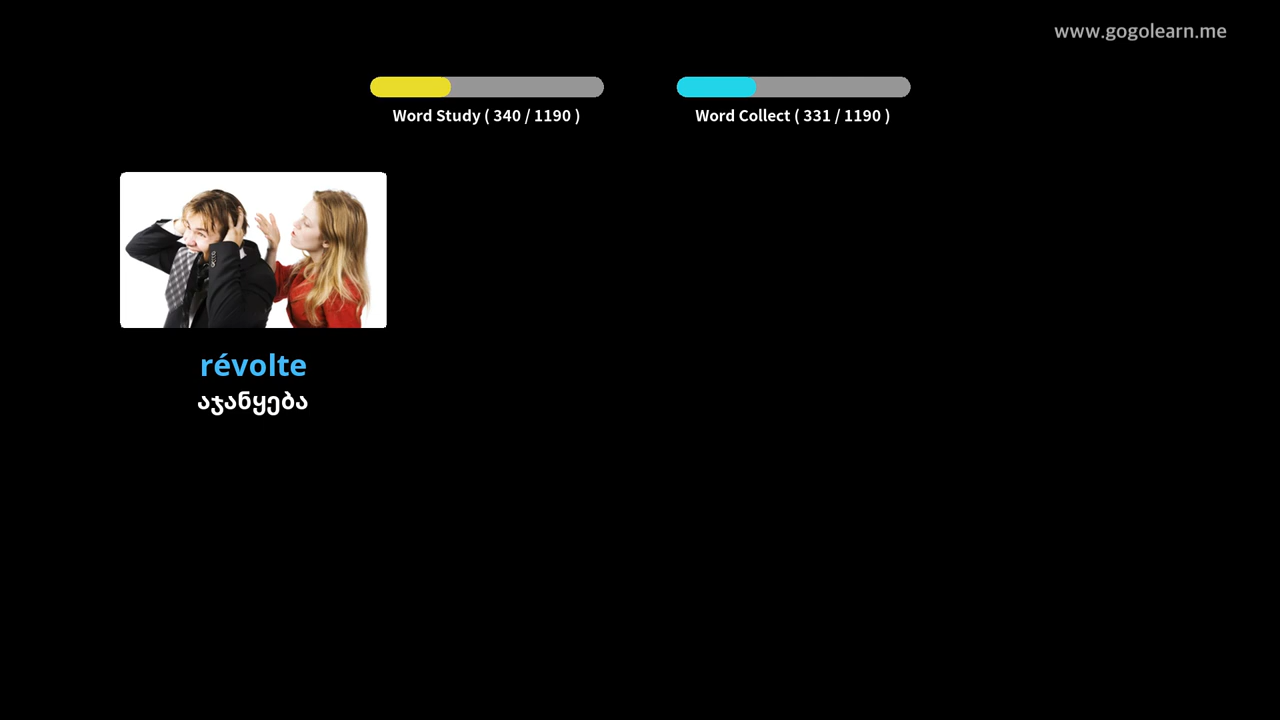 www.gogolearn.me
Word Study ( 340 / 1190 )
Word Collect ( 331 / 1190 )
révolte
აჯანყება